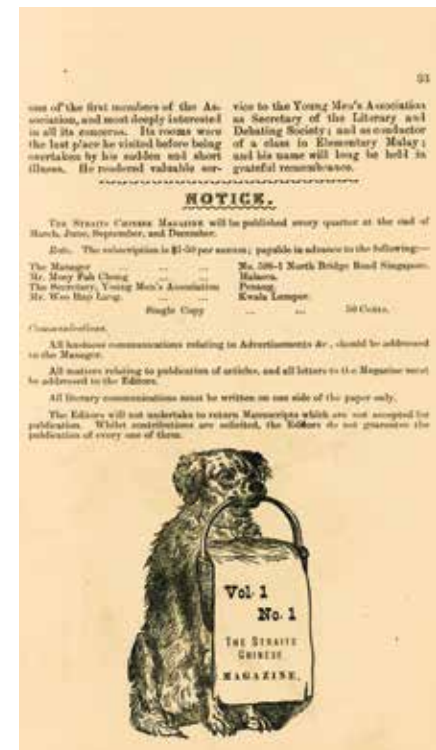 33
one of the first members of the As-
sociation, and most deeply interested
in all its concerns. Its rooms were
the last place he visited before being
overtaken by his sudden and short
illness. He rendered valuable ser-
vice to the Young Men's Association
as Secretary of the Literary and
Debating Society; and as conductor
of a class in Elementary Malay;
and his name will long be held in
grateful remembrance.
NOTICE.
THE STRAITS CHINESE MAGAZINE will be published every quarter at the end of
March, June, September, and December.
Rate. The subscription is $1-50 per annum; payable in advance to the following:—
The Manager ... ... ... No. 508-1 North Bridge Road Singapore.
Mr. Moey Fah Cheong ... ... Malacca.
The Secretary, Young Men's Association Penang.
Mr. Woo Hap Lang. ... ... Kwala Lumpor.
Single Copy ... ... 50 Cents.
Communications.
All business communications relating to Advertisements &c, should be addressed
to the Manager.
All matters relating to publication of articles, and all letters to the Magazine must
be addressed to the Editors.
All literary communications must be written on one side of the paper only.
The Editors will not undertake to return Manuscripts which are not accepted for
publication. Whilst contributions are solicited, the Editors do not guarantee the
publication of every one of them.
Vol. 1
No. 1
THE STRAITS
CHINESE
MAGAZINE.